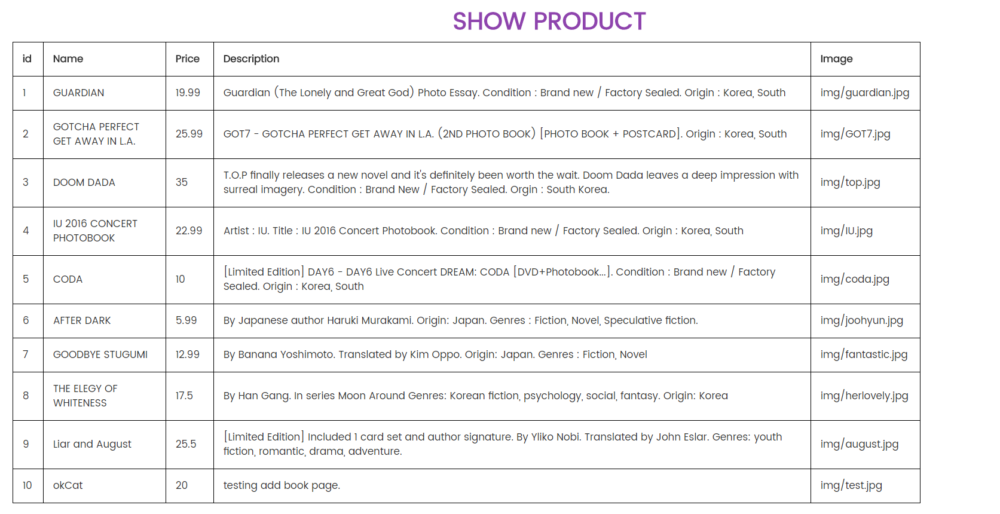 SHOW PRODUCT
id Name Price Description Image
1 GUARDIAN 19.99 Guardian (The Lonely and Great God) Photo Essay. Condition : Brand new / Factory Sealed. Origin : Korea, South img/guardian.jpg
2 GOTCHA PERFECT
GET AWAY IN L.A. 25.99 GOT7 - GOTCHA PERFECT GET AWAY IN L.A. (2ND PHOTO BOOK) [PHOTO BOOK + POSTCARD]. Origin : Korea, South img/GOT7.jpg
3 DOOM DADA 35 T.O.P finally releases a new novel and it's definitely been worth the wait. Doom Dada leaves a deep impression with
surreal imagery. Condition : Brand New / Factory Sealed. Orgin : South Korea. img/top.jpg
4 IU 2016 CONCERT
PHOTOBOOK 22.99 Artist : IU. Title : IU 2016 Concert Photobook. Condition : Brand new / Factory Sealed. Origin : Korea, South img/IU.jpg
5 CODA 10 [Limited Edition] DAY6 - DAY6 Live Concert DREAM: CODA [DVD+Photobook...]. Condition : Brand new / Factory
Sealed. Origin : Korea, South img/coda.jpg
6 AFTER DARK 5.99 By Japanese author Haruki Murakami. Origin: Japan. Genres : Fiction, Novel, Speculative fiction. img/joohyun.jpg
7 GOODBYE STUGUMI 12.99 By Banana Yoshimoto. Translated by Kim Oppo. Origin: Japan. Genres : Fiction, Novel img/fantastic.jpg
8 THE ELEGY OF
WHITENESS 17.5 By Han Gang. In series Moon Around Genres: Korean fiction, psychology, social, fantasy. Origin: Korea img/herlovely.jpg
9 Liar and August 25.5 [Limited Edition] Included 1 card set and author signature. By Yliko Nobi. Translated by John Eslar. Genres: youth
fiction, romantic, drama, adventure. img/august.jpg
10 okCat 20 testing add book page. img/test.jpg